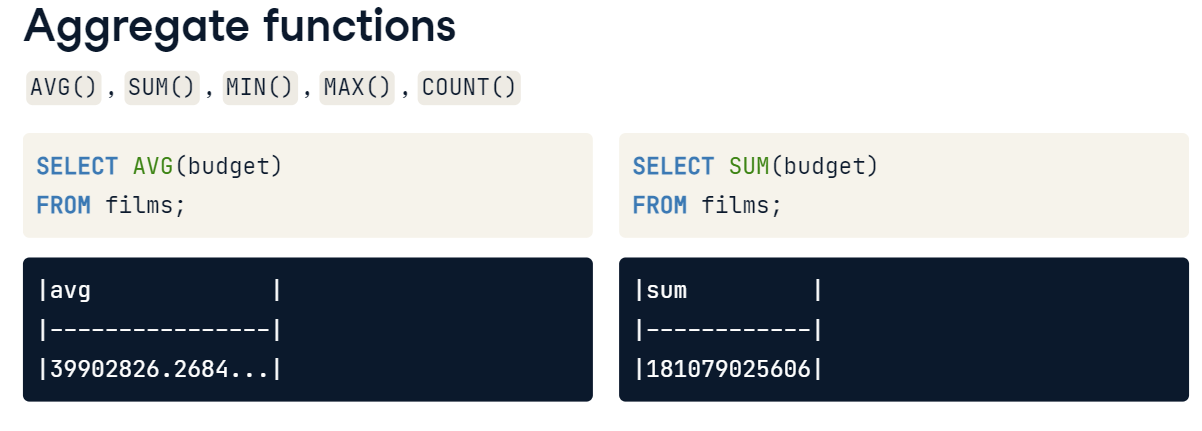 Aggregate functions
AVG() , SUM() , MIN() , MAX() , COUNT()
SELECT AVG(budget)
FROM films;
|avg             |
|----------------|
|39902826.2684...|
SELECT SUM(budget)
FROM films;
|sum         |
|------------|
|181079025606|